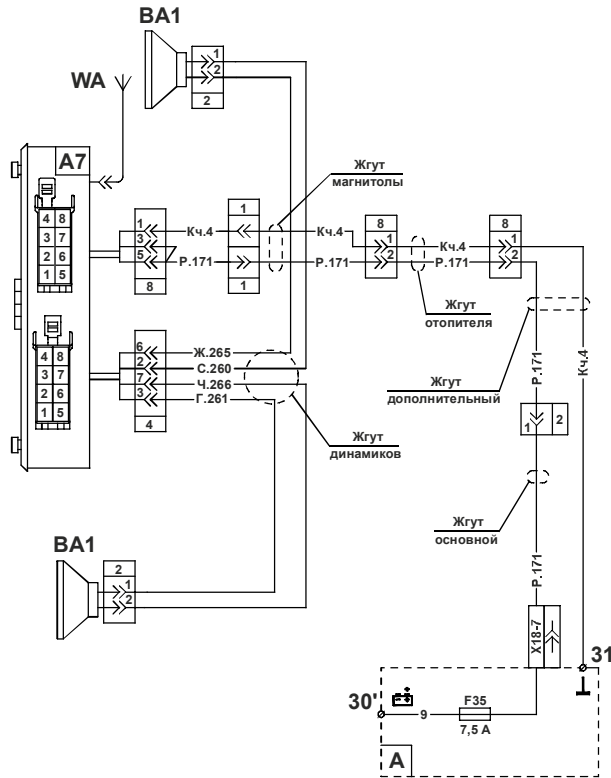 BA1
1
2
2
WA
A7
4 8
3 7
2 6
1 5
Жгут
магнитолы
1
3
5
8
Кч.4
Р.171
1
1
Кч.4
Р.171
8
1
2
Кч.4
Р.171
8
1
2
Жгут
отопителя
4 8
3 7
2 6
1 5
6
2
7
3
4
Ж.265
С.260
Ч.266
Г.261
Жгут
динамиков
Жгут
дополнительный
Р.171
Кч.4
1
2
Жгут
основной
Р.171
BA1
2
1
2
X18-7
31
30'
9
F35
7,5 А
A